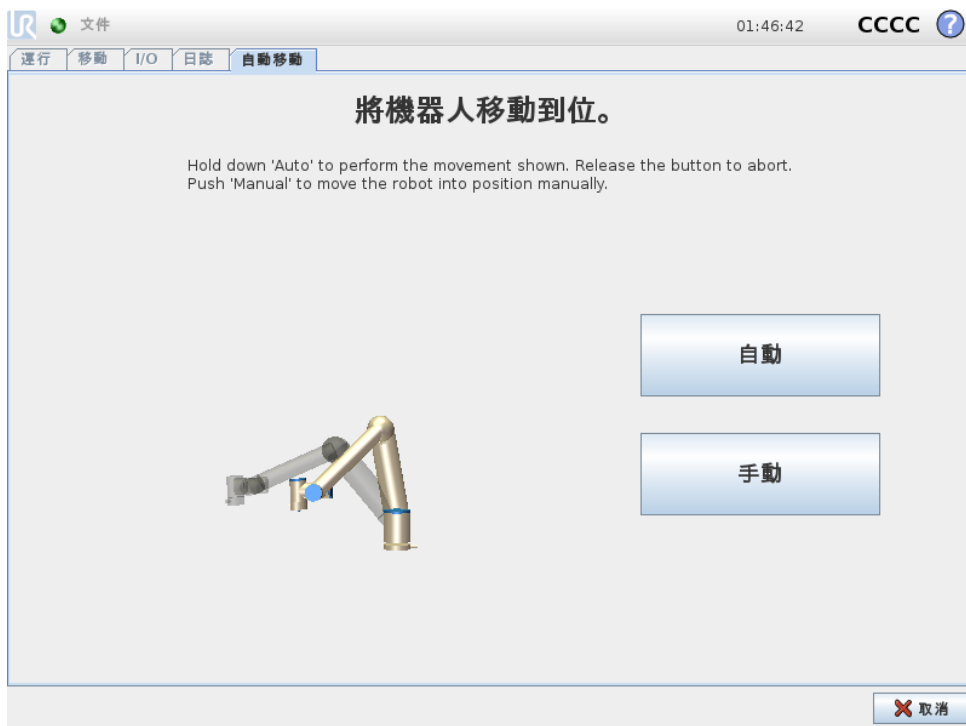 UR 文件 01:46:42 CCCC ?
運行 移動 I/O 日誌 自動移動
將機器人移動到位。
Hold down 'Auto' to perform the movement shown. Release the button to abort.
Push 'Manual' to move the robot into position manually.
自動
手動
取消